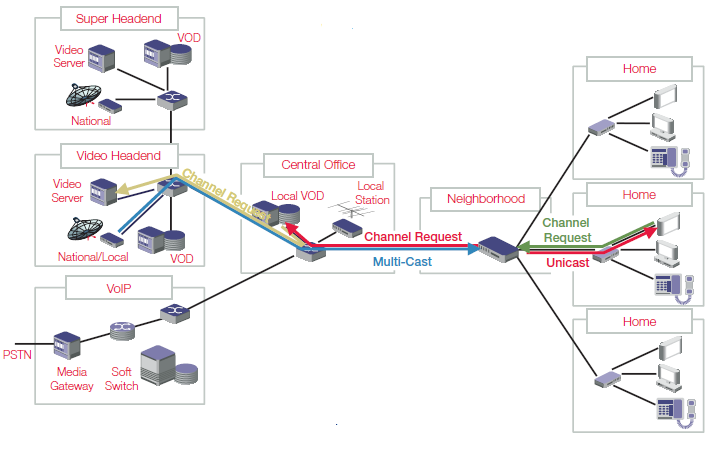 Super Headend
VOD
Video
Server
National
Video Headend
Video
Server
Channel Request
National/Local
VOD
VoIP
PSTN
Media
Gateway
Soft
Switch
Central Office
Local VOD
Local
Station
Channel Request
Multi-Cast
Neighborhood
Home
Home
Channel
Request
Unicast
Home